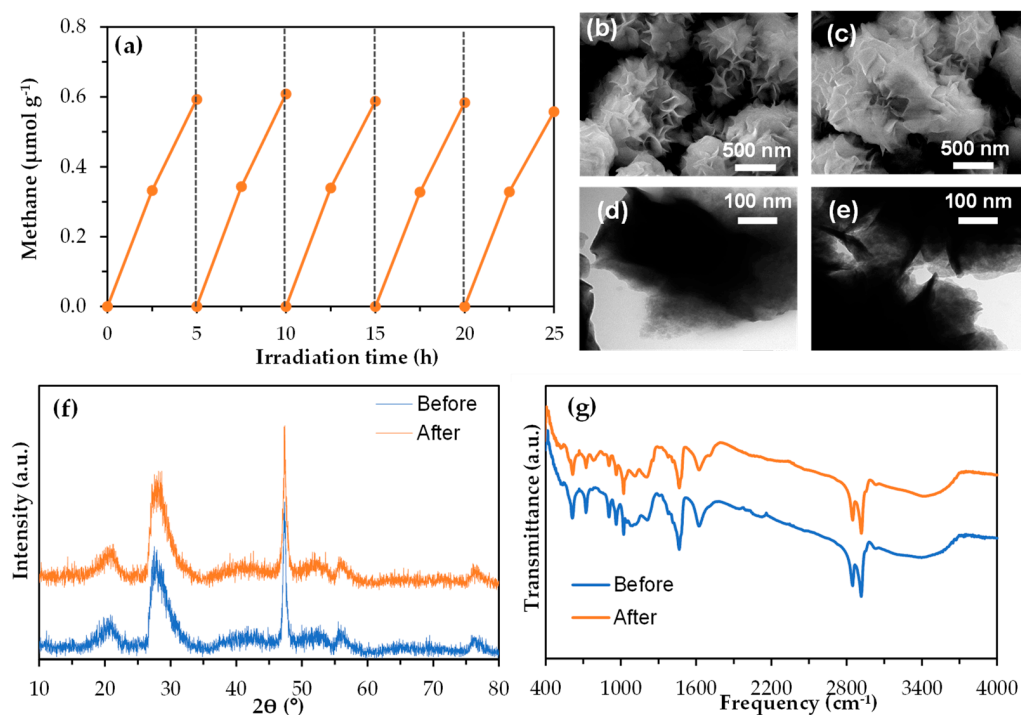 (a)
Methane (μmol g⁻¹)
0.8
0.6
0.4
0.2
0.0
0 5 10 15 20 25
Irradiation time (h)
(b)
500 nm
(c)
500 nm
(d)
100 nm
(e)
100 nm
(f)
Before
After
Intensity (a.u.)
10 20 30 40 50 60 70 80
2Θ (°)
(g)
Transmittance (a.u.)
Before
After
400 1000 1600 2200 2800 3400 4000
Frequency (cm⁻¹)